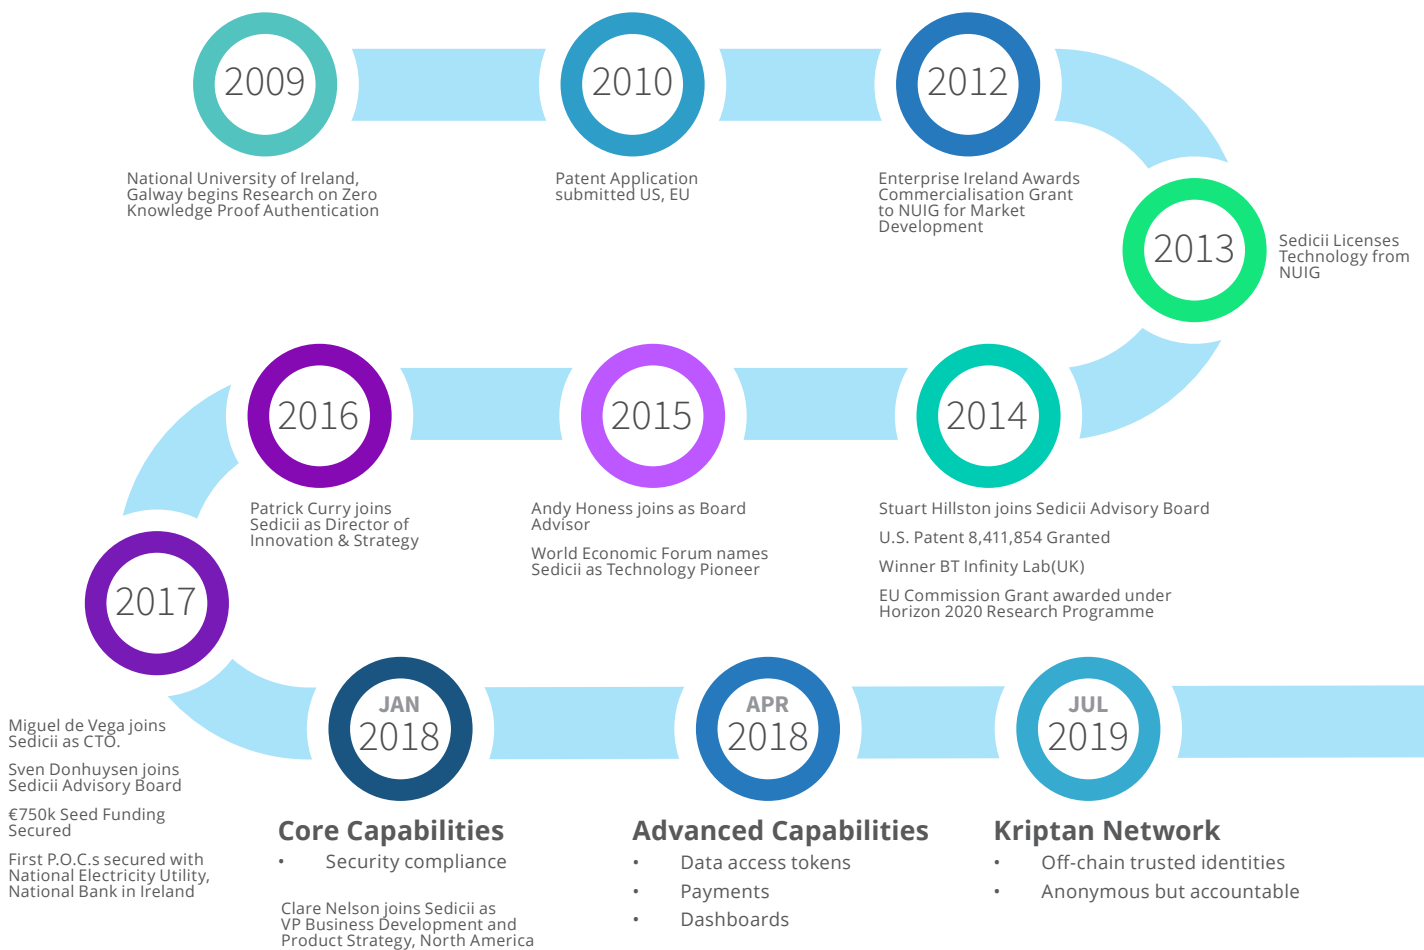 2009
National University of Ireland,
Galway begins Research on Zero
Knowledge Proof Authentication
2010
Patent Application
submitted US, EU
2012
Enterprise Ireland Awards
Commercialisation Grant
to NUIG for Market
Development
2013
Sedicii Licenses
Technology from
NUIG
2014
Stuart Hillston joins Sedicii Advisory Board
U.S. Patent 8,411,854 Granted
Winner BT Infinity Lab(UK)
EU Commission Grant awarded under
Horizon 2020 Research Programme
2015
Andy Honess joins as Board
Advisor
World Economic Forum names
Sedicii as Technology Pioneer
2016
Patrick Curry joins
Sedicii as Director of
Innovation & Strategy
2017
Miguel de Vega joins
Sedicii as CTO.
Sven Donhuysen joins
Sedicii Advisory Board
€750k Seed Funding
Secured
First P.O.C.s secured with
National Electricity Utility,
National Bank in Ireland
JAN
2018
Core Capabilities
• Security compliance
Clare Nelson joins Sedicii as
VP Business Development and
Product Strategy, North America
APR
2018
Advanced Capabilities
• Data access tokens
• Payments
• Dashboards
JUL
2019
Kriptan Network
• Off-chain trusted identities
• Anonymous but accountable